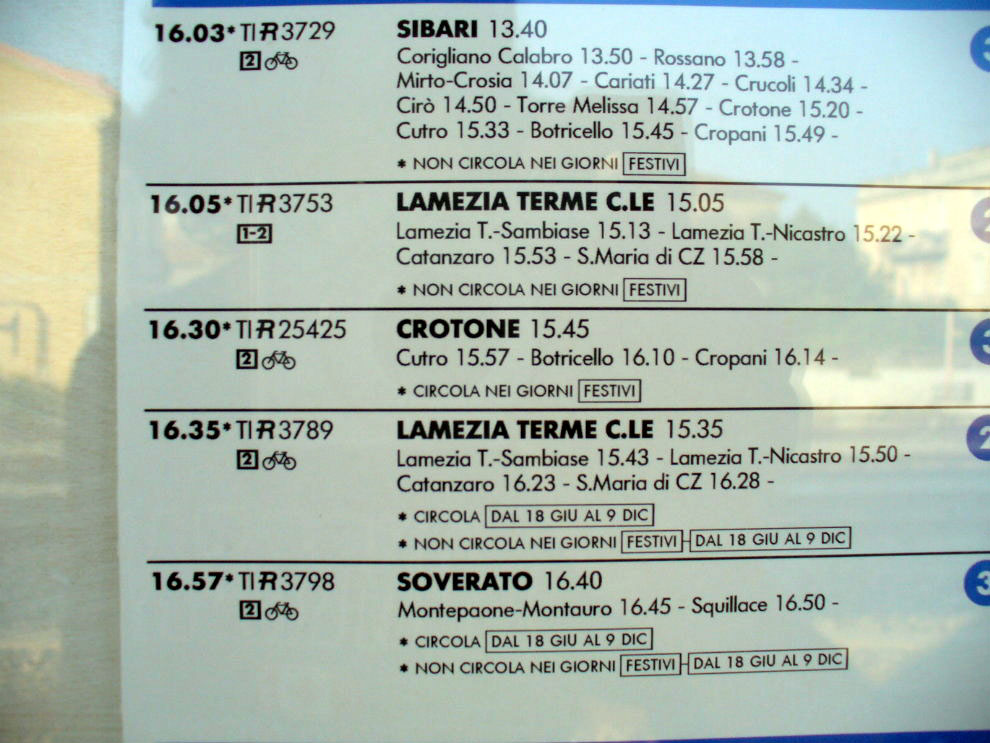 16.03* TI R 3729 SIBARI 13.40
2 Corigliano Calabro 13.50 - Rossano 13.58 -
Mirto-Crosia 14.07 - Cariati 14.27 - Crucoli 14.34 -
Cirò 14.50 - Torre Melissa 14.57 - Crotone 15.20 -
Cutro 15.33 - Botricello 15.45 - Cropani 15.49 -
* NON CIRCOLA NEI GIORNI FESTIVI
16.05* TI R 3753 LAMEZIA TERME C.LE 15.05
1-2 Lamezia T.-Sambiase 15.13 - Lamezia T.-Nicastro 15.22 -
Catanzaro 15.53 - S.Maria di CZ 15.58 -
* NON CIRCOLA NEI GIORNI FESTIVI
16.30* TI R 25425 CROTONE 15.45
2 Cutro 15.57 - Botricello 16.10 - Cropani 16.14 -
* CIRCOLA NEI GIORNI FESTIVI
16.35* TI R 3789 LAMEZIA TERME C.LE 15.35
2 Lamezia T.-Sambiase 15.43 - Lamezia T.-Nicastro 15.50 -
Catanzaro 16.23 - S.Maria di CZ 16.28 -
* CIRCOLA DAL 18 GIU AL 9 DIC
* NON CIRCOLA NEI GIORNI FESTIVI DAL 18 GIU AL 9 DIC
16.57* TI R 3798 SOVERATO 16.40
2 Montepaone-Montauro 16.45 - Squillace 16.50 -
* CIRCOLA DAL 18 GIU AL 9 DIC
* NON CIRCOLA NEI GIORNI FESTIVI DAL 18 GIU AL 9 DIC